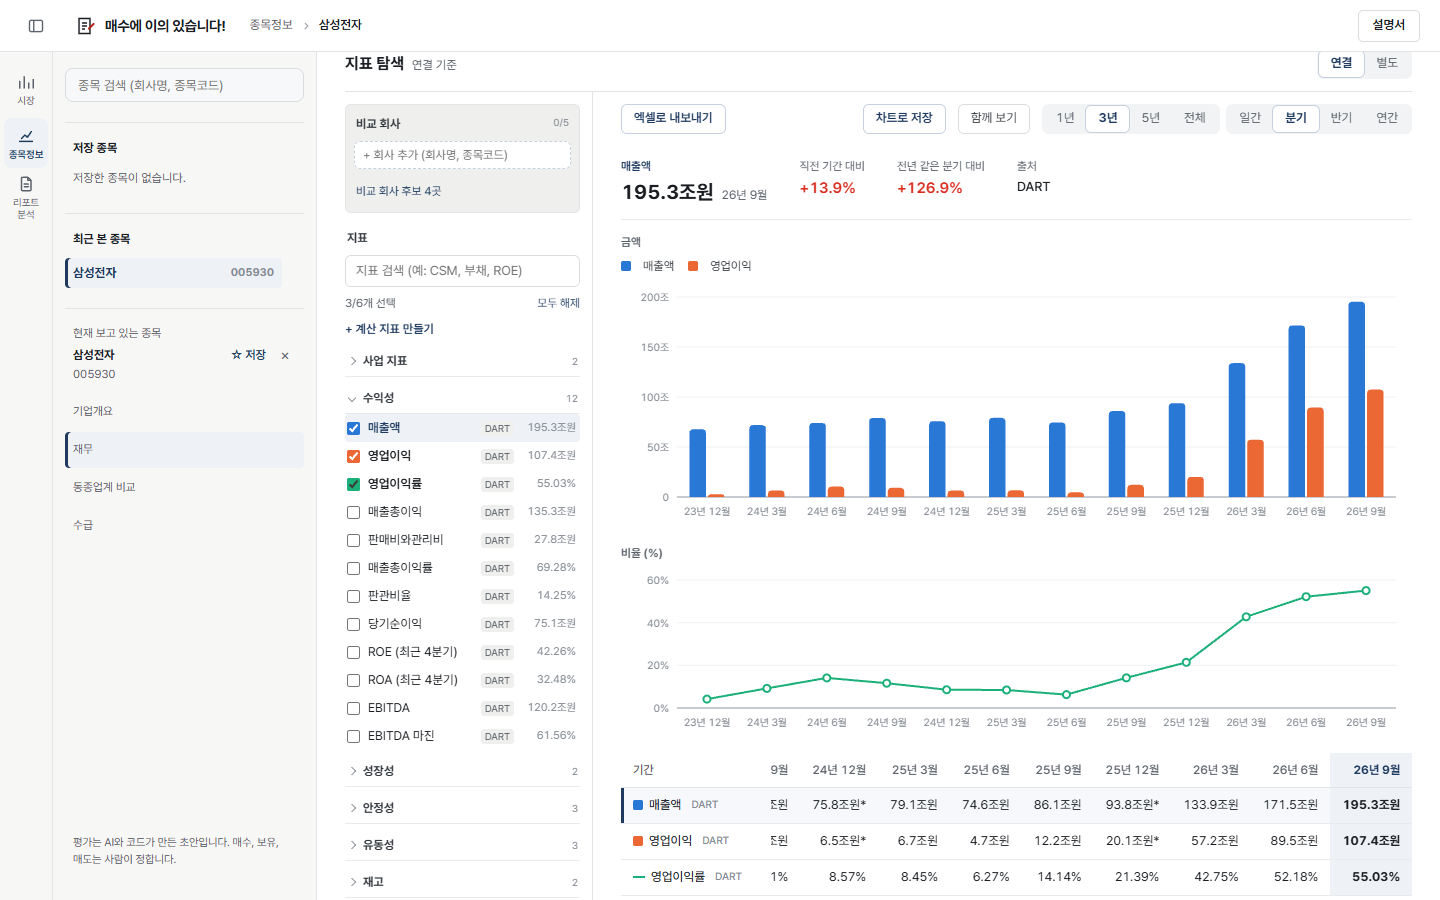 매수에 이의 있습니다!
종목정보 › 삼성전자
설명서
시장
종목정보
리포트
분석
종목 검색 (회사명, 종목코드)
저장 종목
저장한 종목이 없습니다.
최근 본 종목
삼성전자 005930
현재 보고 있는 종목
삼성전자 ☆ 저장 ×
005930
기업개요
재무
동종업계 비교
수급
평가는 AI와 코드가 만든 초안입니다. 매수, 보유,
매도는 사람이 정합니다.
지표 탐색 연결 기준
연결 별도
비교 회사 0/5
+ 회사 추가 (회사명, 종목코드)
비교 회사 후보 4곳
지표
지표 검색 (예: CSM, 부채, ROE)
3/6개 선택 모두 해제
+ 계산 지표 만들기
사업 지표 2
수익성 12
매출액 DART 195.3조원
영업이익 DART 107.4조원
영업이익률 DART 55.03%
매출총이익 DART 135.3조원
판매비와관리비 DART 27.8조원
매출총이익률 DART 69.28%
판관비율 DART 14.25%
당기순이익 DART 75.1조원
ROE (최근 4분기) DART 42.26%
ROA (최근 4분기) DART 32.48%
EBITDA DART 120.2조원
EBITDA 마진 DART 61.56%
성장성 2
안정성 3
유동성 3
재고 2
엑셀로 내보내기 차트로 저장 함께 보기 1년 3년 5년 전체 일간 분기 반기 연간
매출액 직전 기간 대비 전년 같은 분기 대비 출처
195.3조원 26년 9월 +13.9% +126.9% DART
금액
매출액 영업이익
200조
150조
100조
50조
0
23년 12월 24년 3월 24년 6월 24년 9월 24년 12월 25년 3월 25년 6월 25년 9월 25년 12월 26년 3월 26년 6월 26년 9월
비율 (%)
60%
40%
20%
0%
23년 12월 24년 3월 24년 6월 24년 9월 24년 12월 25년 3월 25년 6월 25년 9월 25년 12월 26년 3월 26년 6월 26년 9월
기간 9월 24년 12월 25년 3월 25년 6월 25년 9월 25년 12월 26년 3월 26년 6월 26년 9월
매출액 DART 75.8조원* 79.1조원 74.6조원 86.1조원 93.8조원* 133.9조원 171.5조원 195.3조원
영업이익 DART 6.5조원* 6.7조원 4.7조원 12.2조원 20.1조원* 57.2조원 89.5조원 107.4조원
영업이익률 DART 1% 8.57% 8.45% 6.27% 14.14% 21.39% 42.75% 52.18% 55.03%